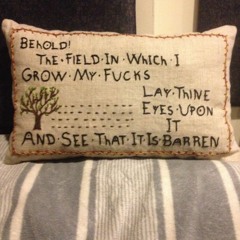 BEHOLD!
THE·FIELD·IN·WHICH·I
GROW·MY·FUCKS
LAY·THINE
EYES·UPON
IT
AND·SEE·THAT·IT·IS·BARREN